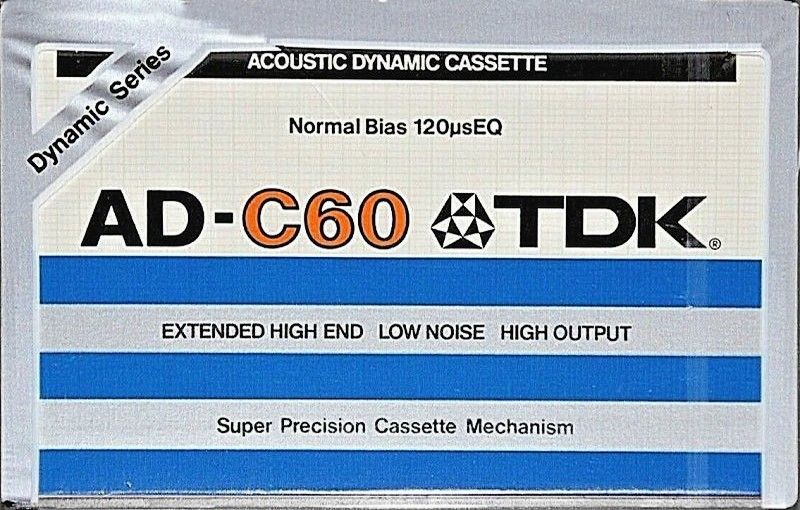 Dynamic Series
ACOUSTIC DYNAMIC CASSETTE
Normal Bias 120µsEQ
AD-C60 TDK®
EXTENDED HIGH END LOW NOISE HIGH OUTPUT
Super Precision Cassette Mechanism